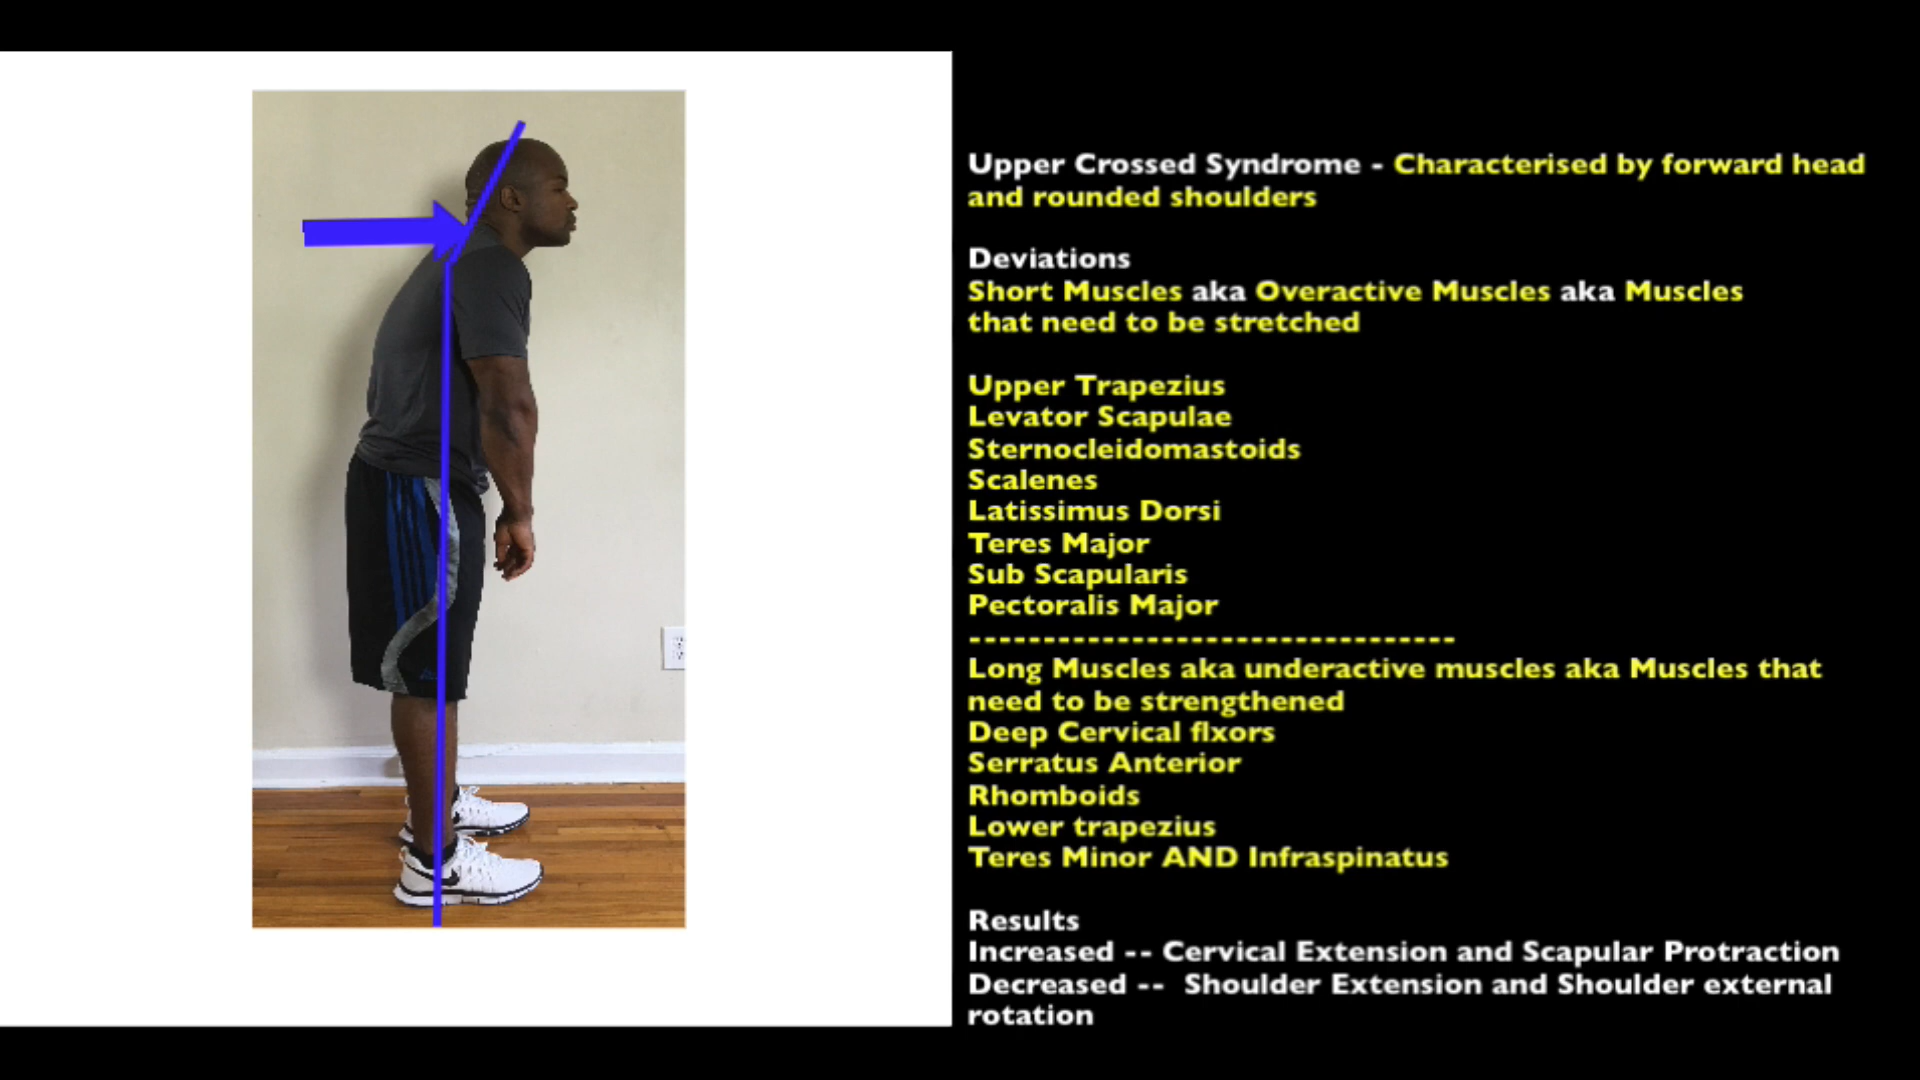 Upper Crossed Syndrome - Characterised by forward head
and rounded shoulders
Deviations
Short Muscles aka Overactive Muscles aka Muscles
that need to be stretched
Upper Trapezius
Levator Scapulae
Sternocleidomastoids
Scalenes
Latissimus Dorsi
Teres Major
Sub Scapularis
Pectoralis Major
---------------------------------
Long Muscles aka underactive muscles aka Muscles that
need to be strengthened
Deep Cervical flxors
Serratus Anterior
Rhomboids
Lower trapezius
Teres Minor AND Infraspinatus
Results
Increased -- Cervical Extension and Scapular Protraction
Decreased -- Shoulder Extension and Shoulder external
rotation